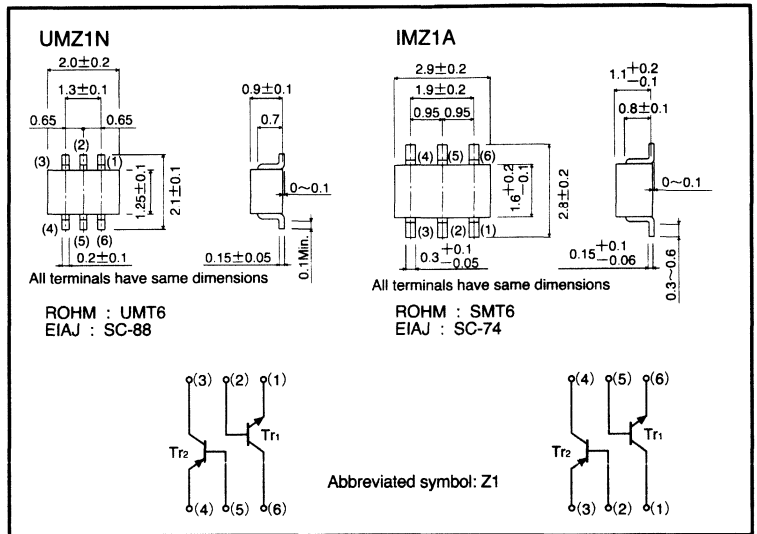 UMZ1N
2.0±0.2
1.3±0.1
0.65
0.65
(2)
(3)
(1)
1.25±0.1
2.1±0.1
(4)
(5)
(6)
0.2±0.1
0.9±0.1
0.7
0~0.1
0.15±0.05
0.1Min.
All terminals have same dimensions
ROHM : UMT6
EIAJ : SC-88
IMZ1A
2.9±0.2
1.9±0.2
0.95 0.95
(4) (5) (6)
1.6+0.2 −0.1
2.8±0.2
(3) (2) (1)
0.3+0.1 −0.05
1.1+0.2 −0.1
0.8±0.1
0~0.1
0.15+0.1 −0.06
0.3~0.6
All terminals have same dimensions
ROHM : SMT6
EIAJ : SC-74
(3) (2) (1)
Tr1
Tr2
(4) (5) (6)
Abbreviated symbol: Z1
(4) (5) (6)
Tr1
Tr2
(3) (2) (1)